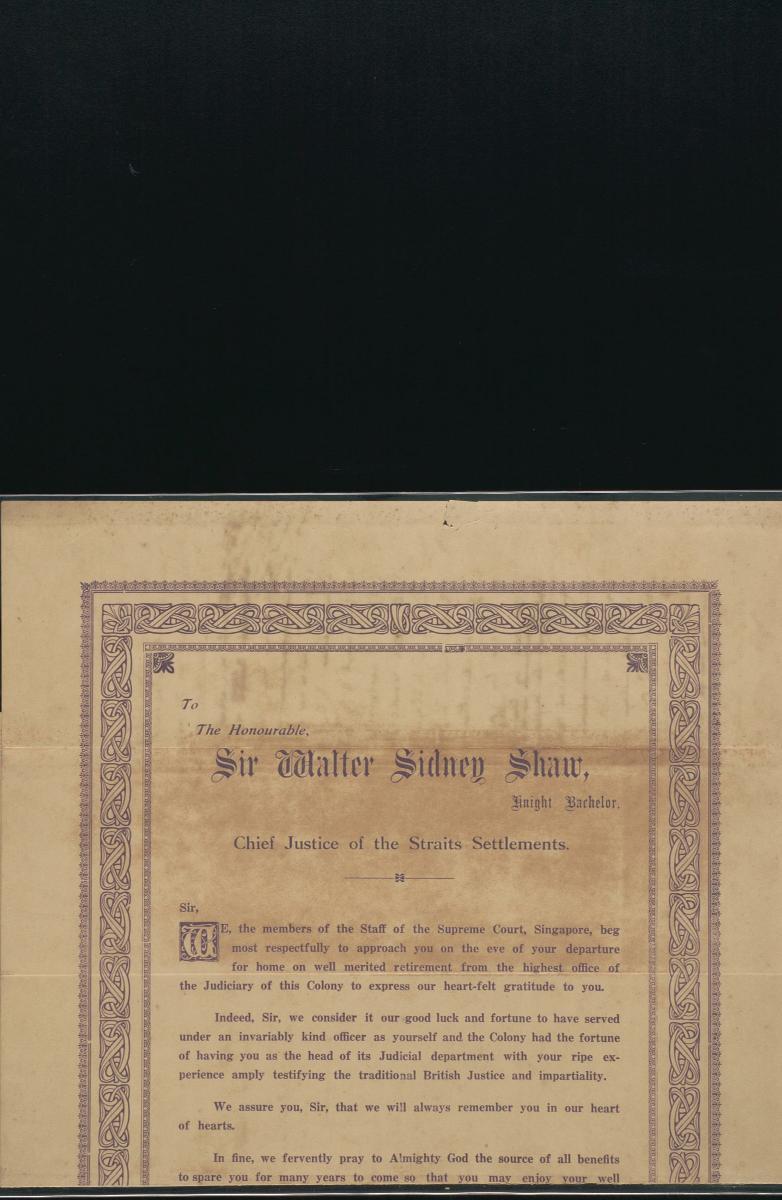 To
The Honourable,
Sir Walter Sidney Shaw,
Knight Bachelor.
Chief Justice of the Straits Settlements.
Sir,
WE, the members of the Staff of the Supreme Court, Singapore, beg
most respectfully to approach you on the eve of your departure
for home on well merited retirement from the highest office of
the Judiciary of this Colony to express our heart-felt gratitude to you.
Indeed, Sir, we consider it our good luck and fortune to have served
under an invariably kind officer as yourself and the Colony had the fortune
of having you as the head of its Judicial department with your ripe ex-
perience amply testifying the traditional British Justice and impartiality.
We assure you, Sir, that we will always remember you in our heart
of hearts.
In fine, we fervently pray to Almighty God the source of all benefits
to spare you for many years to come so that you may enjoy your well